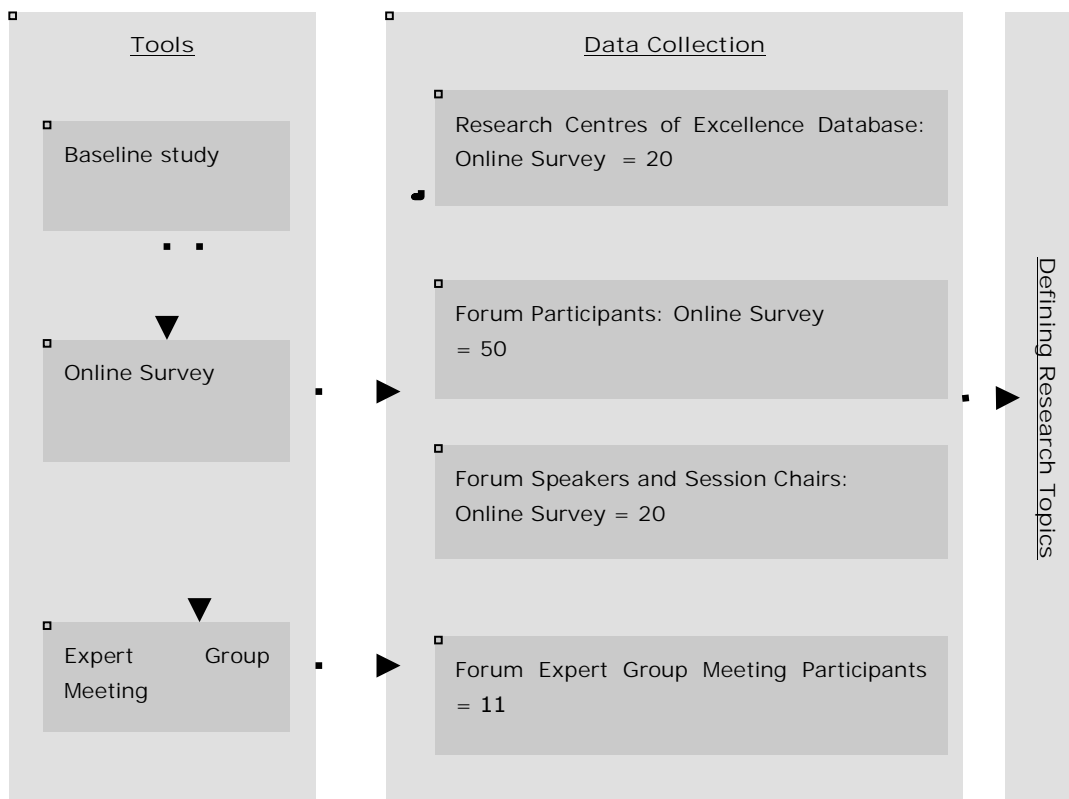 Tools
Baseline study
Online Survey
Expert Group
Meeting
Data Collection
Research Centres of Excellence Database:
Online Survey = 20
Forum Participants: Online Survey
= 50
Forum Speakers and Session Chairs:
Online Survey = 20
Forum Expert Group Meeting Participants
= 11
Defining Research Topics